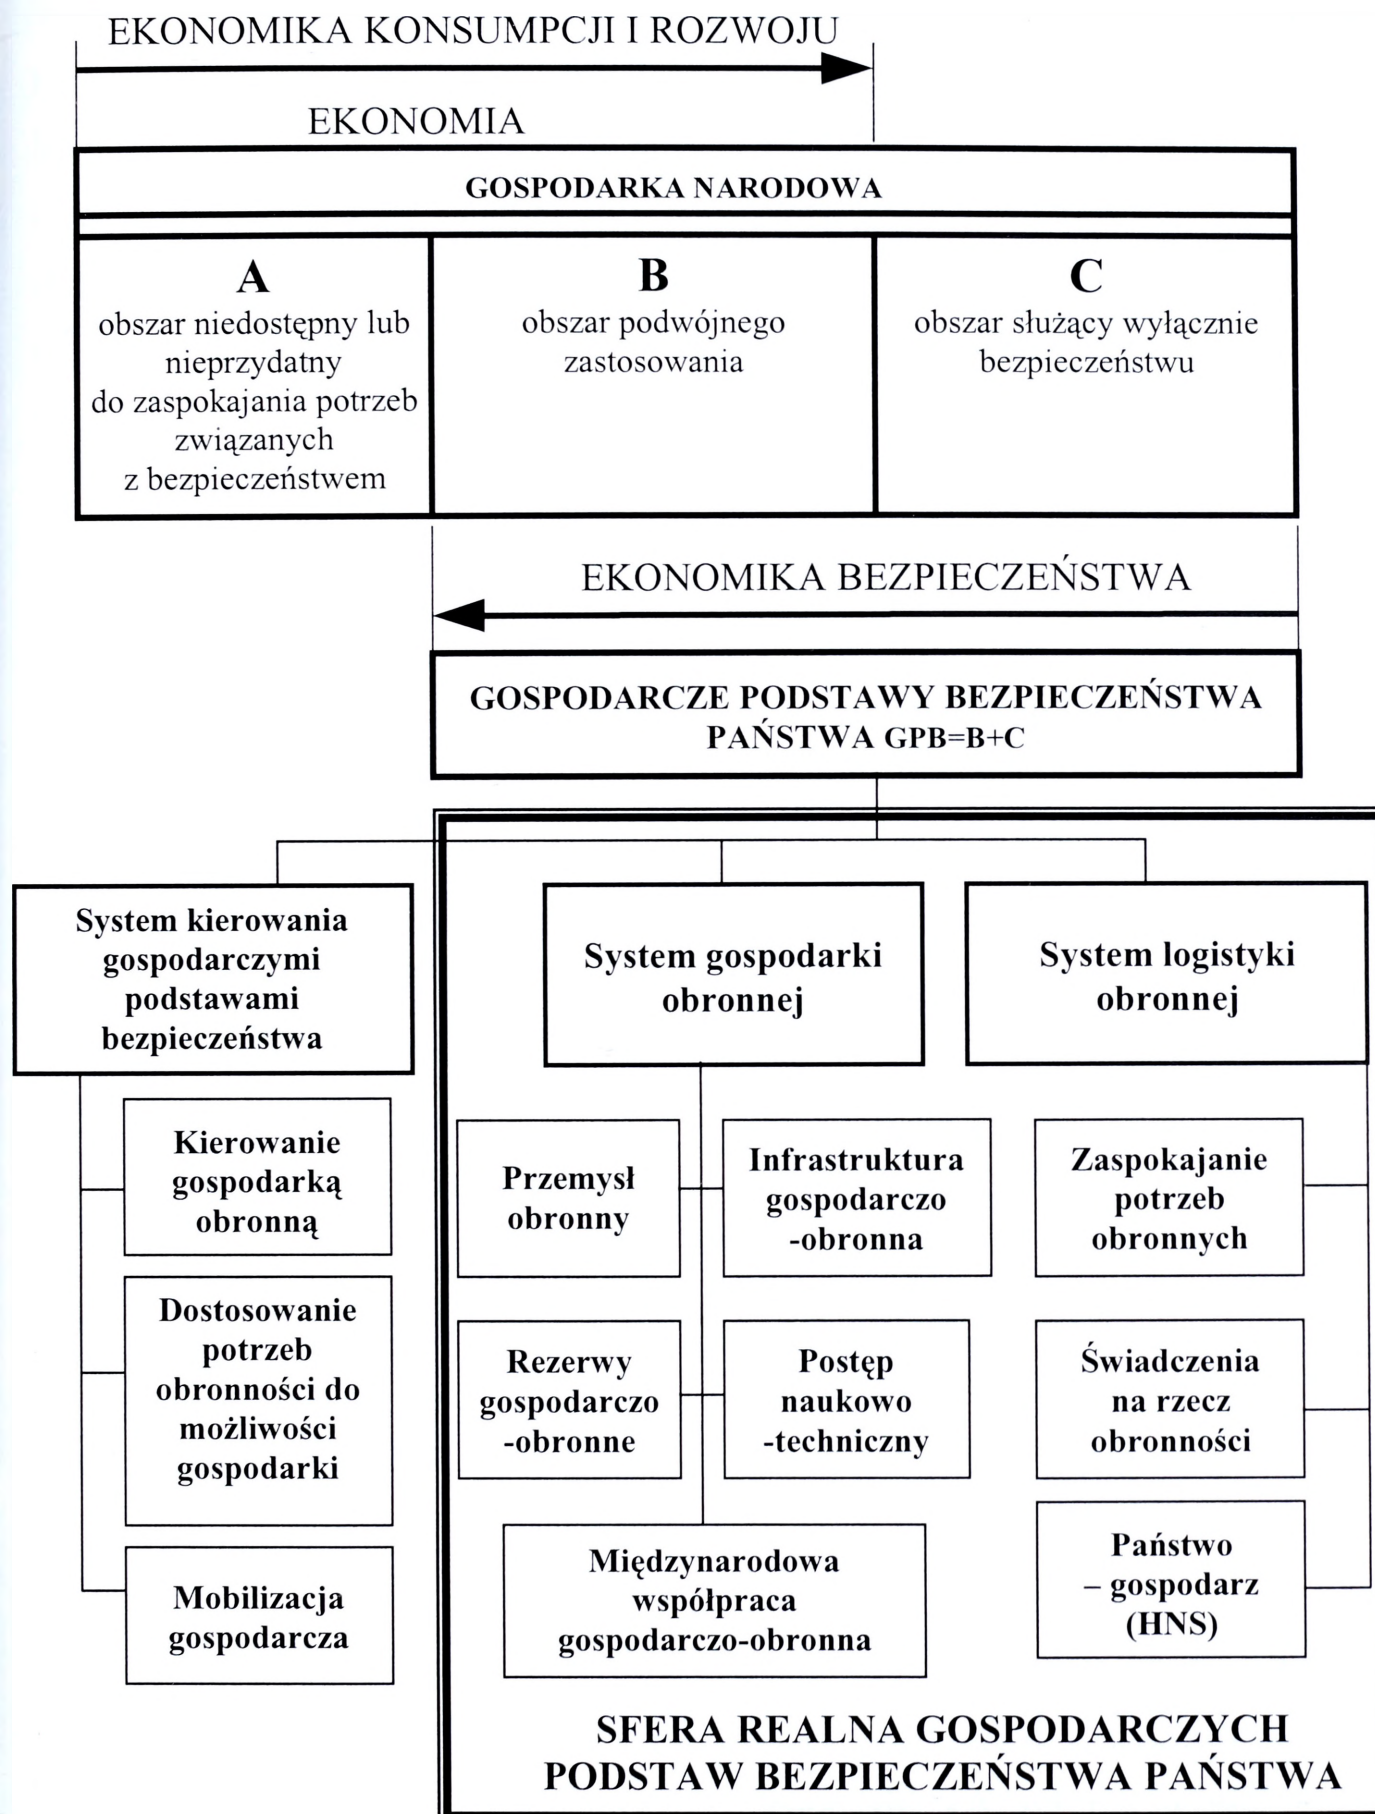 EKONOMIKA KONSUMPCJI I ROZWOJU
EKONOMIA
GOSPODARKA NARODOWA
A
obszar niedostępny lub
nieprzydatny
do zaspokajania potrzeb
związanych
z bezpieczeństwem
B
obszar podwójnego
zastosowania
C
obszar służący wyłącznie
bezpieczeństwu
EKONOMIKA BEZPIECZEŃSTWA
GOSPODARCZE PODSTAWY BEZPIECZEŃSTWA
PAŃSTWA GPB=B+C
System kierowania
gospodarczymi
podstawami
bezpieczeństwa
Kierowanie
gospodarką
obronną
Dostosowanie
potrzeb
obronności do
możliwości
gospodarki
Mobilizacja
gospodarcza
System gospodarki
obronnej
Przemysł
obronny
Infrastruktura
gospodarczo
-obronna
Rezerwy
gospodarczo
-obronne
Postęp
naukowo
-techniczny
Międzynarodowa
współpraca
gospodarczo-obronna
System logistyki
obronnej
Zaspokajanie
potrzeb
obronnych
Świadczenia
na rzecz
obronności
Państwo
– gospodarz
(HNS)
SFERA REALNA GOSPODARCZYCH
PODSTAW BEZPIECZEŃSTWA PAŃSTWA